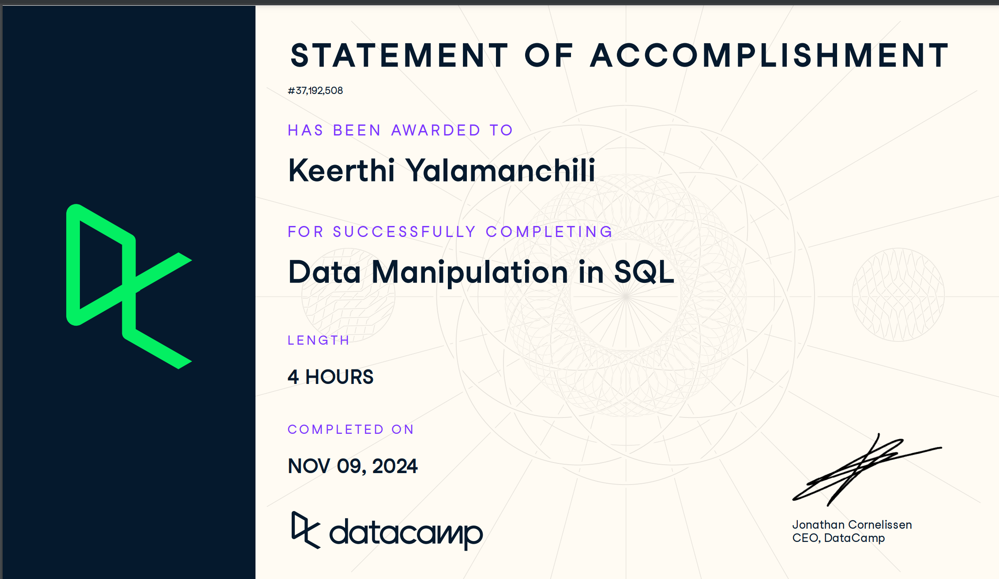 STATEMENT OF ACCOMPLISHMENT
#37,192,508
HAS BEEN AWARDED TO
Keerthi Yalamanchili
FOR SUCCESSFULLY COMPLETING
Data Manipulation in SQL
LENGTH
4 HOURS
COMPLETED ON
NOV 09, 2024
datacamp
Jonathan Cornelissen
CEO, DataCamp